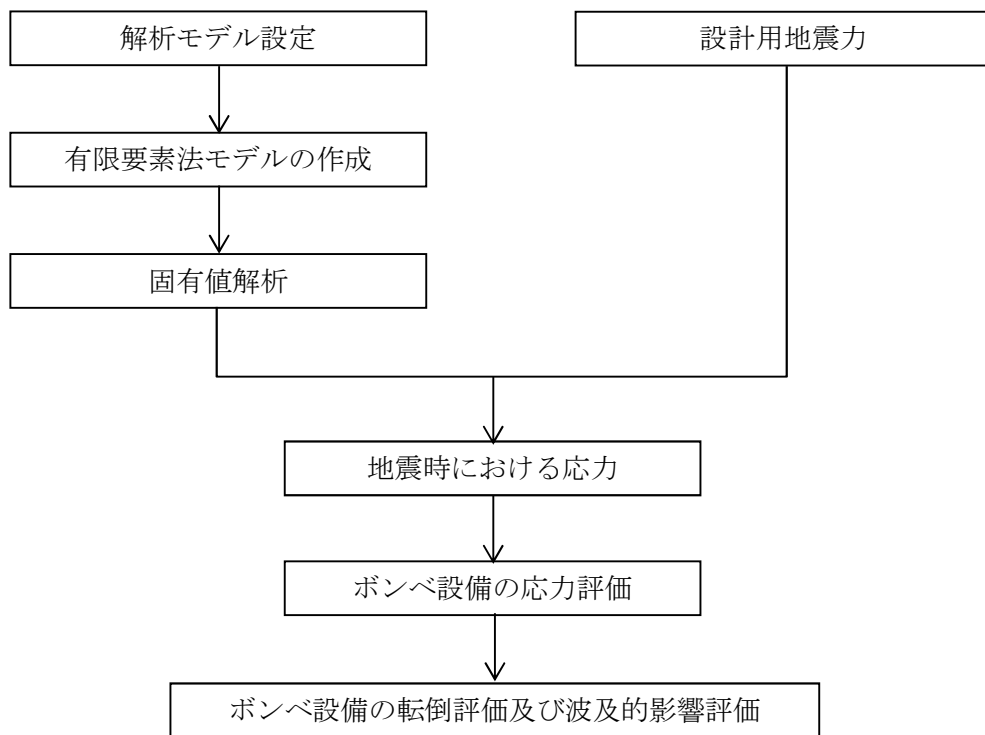 解析モデル設定
設計用地震力
有限要素法モデルの作成
固有値解析
地震時における応力
ボンベ設備の応力評価
ボンベ設備の転倒評価及び波及的影響評価